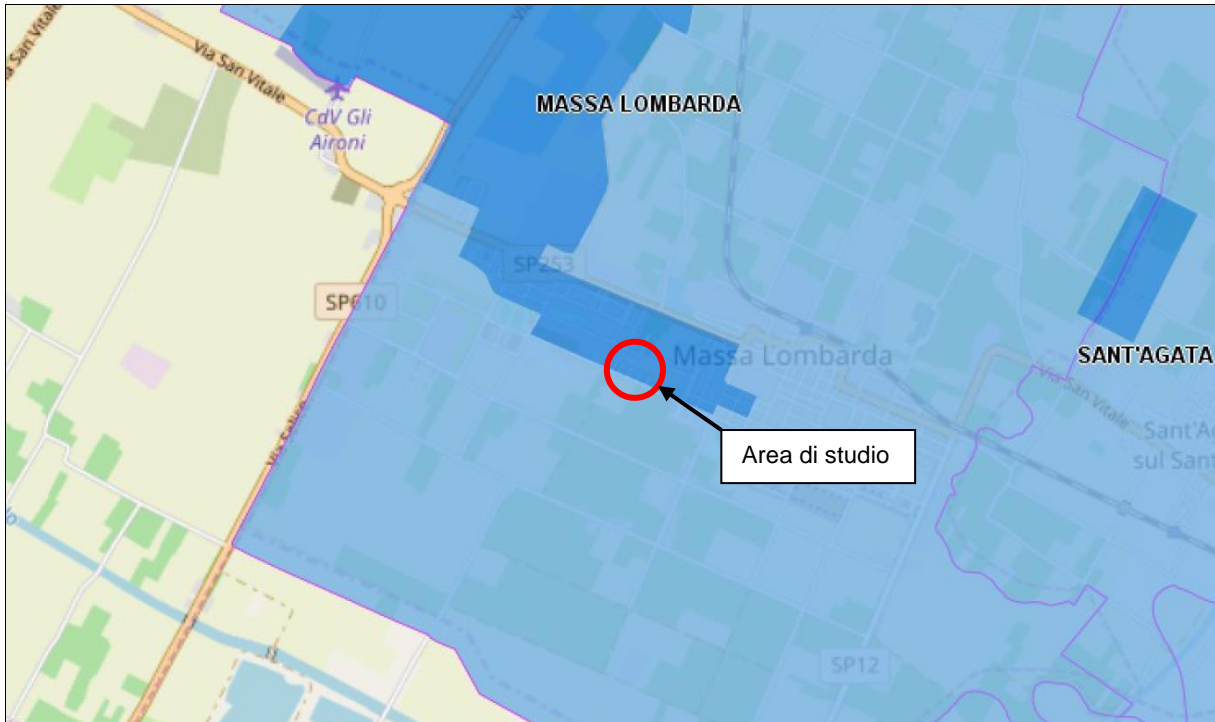 Via San Vitale
CdV Gli
Aironi
MASSA LOMBARDA
SP253
SP610
Massa Lombarda
SANT'AGATA
Via San Vitale
Sant'Ag
sul Sant
Via Selice
Area di studio
SP12